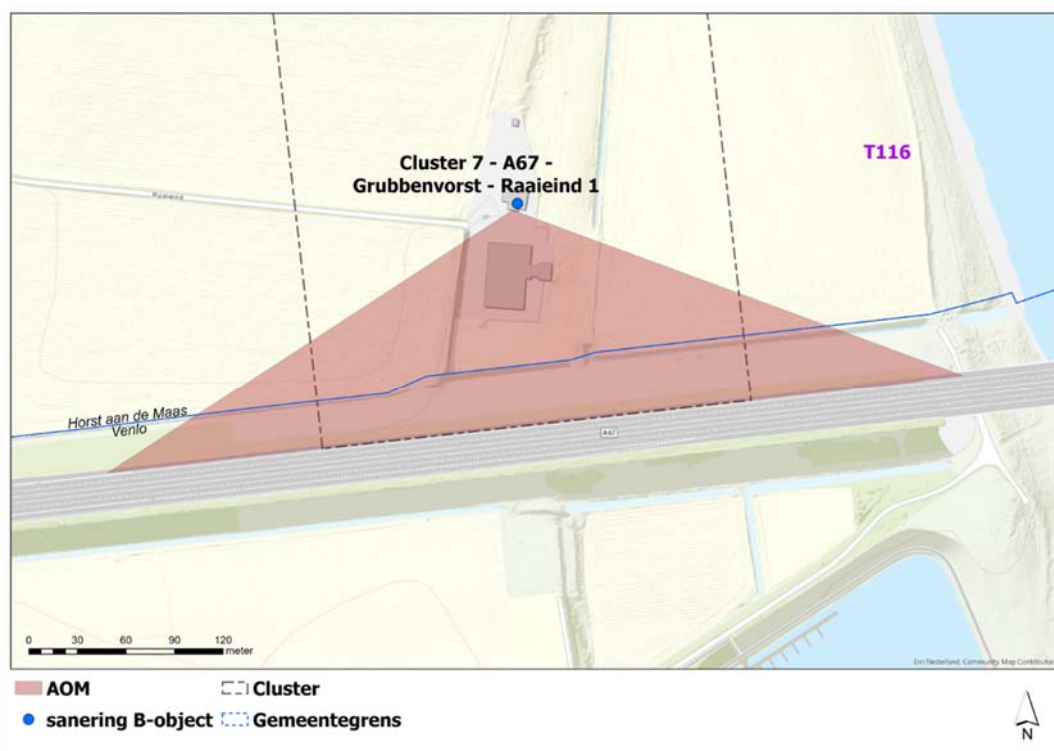 T116
Cluster 7 - A67 -
Grubbenvorst - Raaieind 1
Horst aan de Maas
Venlo
A67
0 30 60 90 120
meter
Esri Nederland, Community Map Contributors
AOM
Cluster
sanering B-object
Gemeentegrens
N